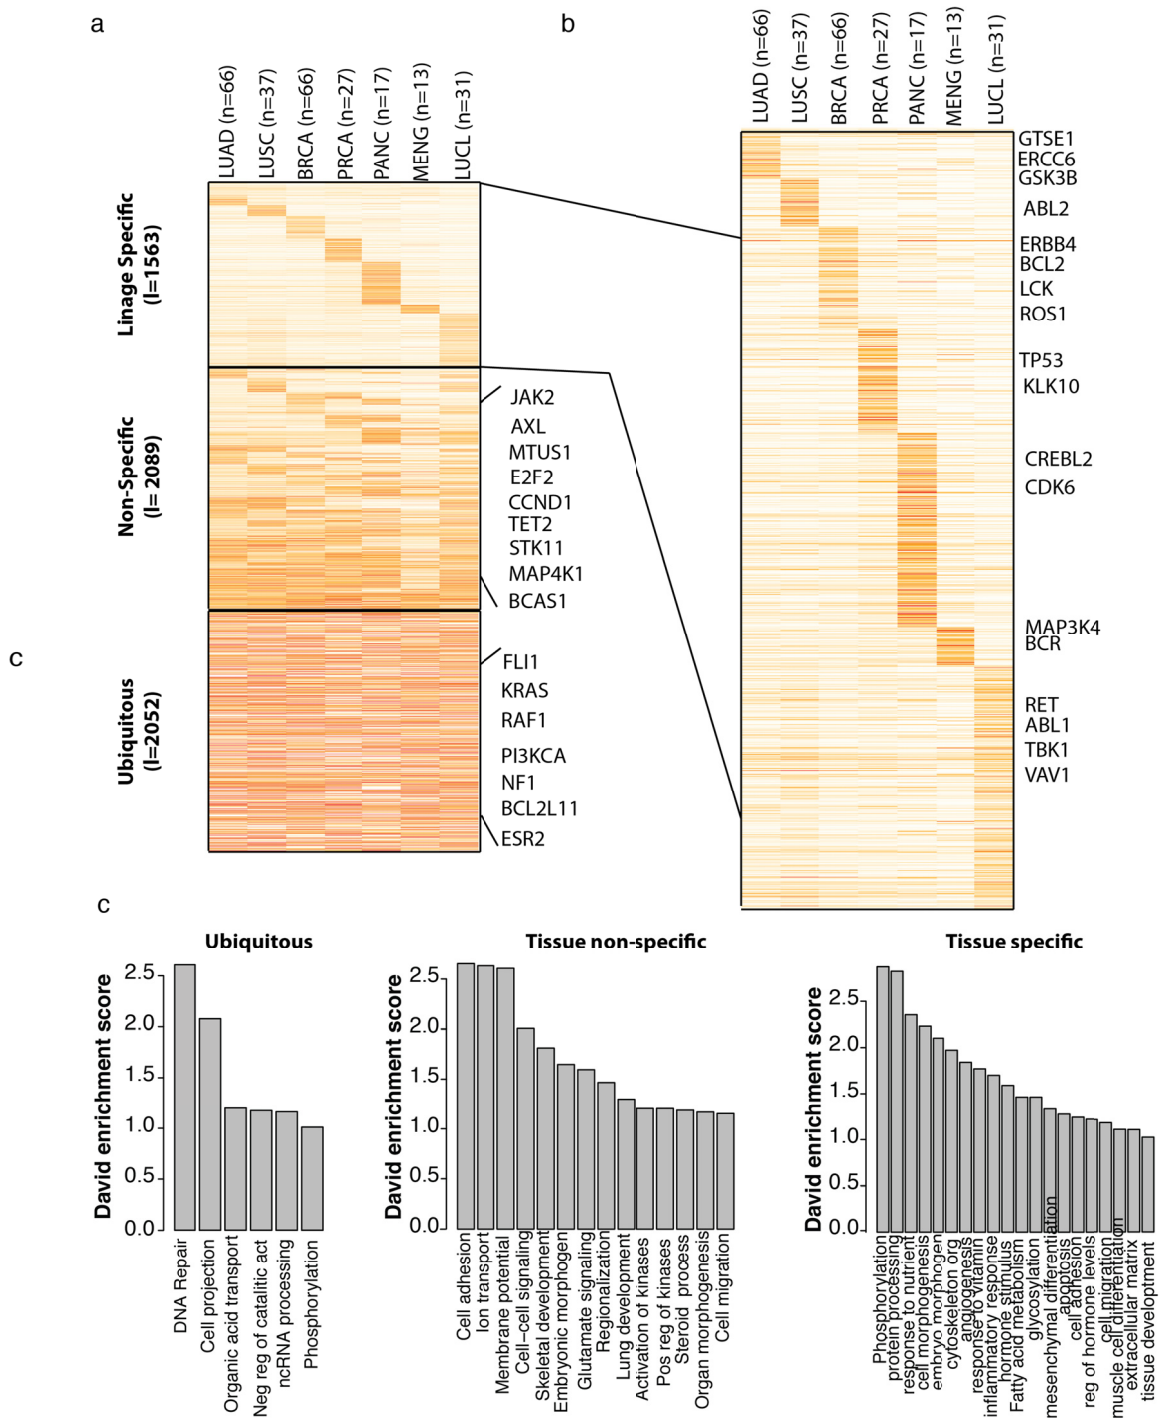 a
LUAD (n=66)
LUSC (n=37)
BRCA (n=66)
PRCA (n=27)
PANC (n=17)
MENG (n=13)
LUCL (n=31)
Linage Specific
(I=1563)
Non-Specific
(I= 2089)
Ubiquitous
(I=2052)
JAK2
AXL
MTUS1
E2F2
CCND1
TET2
STK11
MAP4K1
BCAS1
FLI1
KRAS
RAF1
PI3KCA
NF1
BCL2L11
ESR2
b
LUAD (n=66)
LUSC (n=37)
BRCA (n=66)
PRCA (n=27)
PANC (n=17)
MENG (n=13)
LUCL (n=31)
GTSE1
ERCC6
GSK3B
ABL2
ERBB4
BCL2
LCK
ROS1
TP53
KLK10
CREBL2
CDK6
MAP3K4
BCR
RET
ABL1
TBK1
VAV1
c
c
Ubiquitous
David enrichment score
2.5
2.0
1.5
1.0
0.5
0.0
DNA Repair
Cell projection
Organic acid transport
Neg reg of catalitic act
ncRNA processing
Phosphorylation
Tissue non-specific
David enrichment score
2.5
2.0
1.5
1.0
0.5
0.0
Cell adhesion
Ion transport
Membrane potential
Cell-cell signaling
Skeletal development
Embryonic morphogen
Glutamate signaling
Regionalization
Lung development
Activation of kinases
Pos reg of kinases
Steroid process
Organ morphogenesis
Cell migration
Tissue specific
David enrichment score
2.5
2.0
1.5
1.0
0.5
0.0
Phosphorylation
protein processing
response to nutrient
cell morphogenesis
embryo morphogen
cytoskeleton org
angiogenesis
response to vitamin
inflammatory response
hormone stimulus
Fatty acid metabolism
glycosylation
mesenchymal differentiation
apoptosis
cell adhesion
reg of hormone levels
cell migration
muscle cell differentiation
extracellular matrix
tissue development